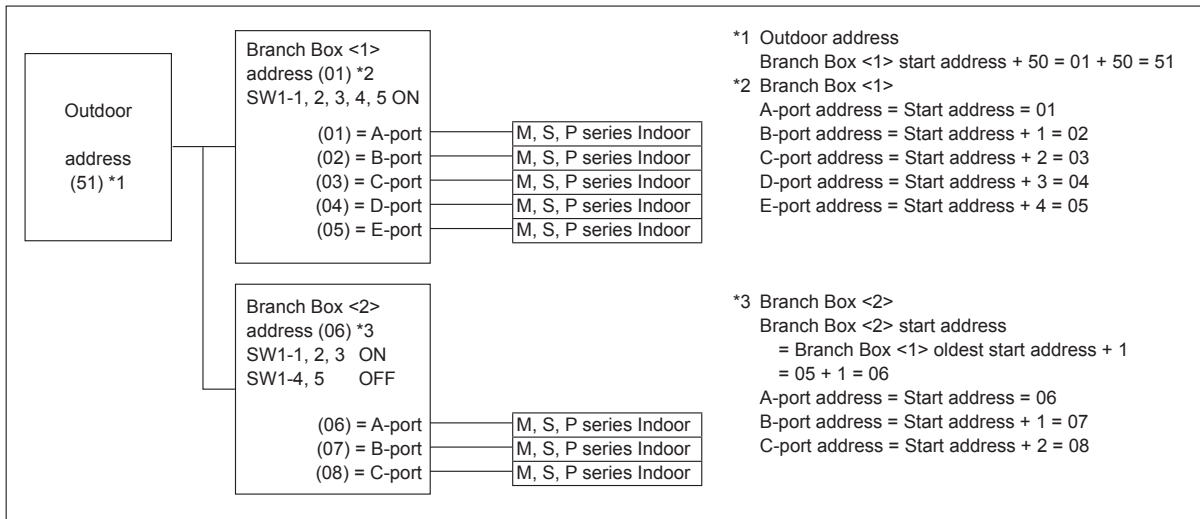 Outdoor
address
(51) *1
Branch Box <1>
address (01) *2
SW1-1, 2, 3, 4, 5 ON
(01) = A-port
(02) = B-port
(03) = C-port
(04) = D-port
(05) = E-port
M, S, P series Indoor
M, S, P series Indoor
M, S, P series Indoor
M, S, P series Indoor
M, S, P series Indoor
Branch Box <2>
address (06) *3
SW1-1, 2, 3 ON
SW1-4, 5 OFF
(06) = A-port
(07) = B-port
(08) = C-port
M, S, P series Indoor
M, S, P series Indoor
M, S, P series Indoor
*1 Outdoor address
Branch Box <1> start address + 50 = 01 + 50 = 51
*2 Branch Box <1>
A-port address = Start address = 01
B-port address = Start address + 1 = 02
C-port address = Start address + 2 = 03
D-port address = Start address + 3 = 04
E-port address = Start address + 4 = 05
*3 Branch Box <2>
Branch Box <2> start address
= Branch Box <1> oldest start address + 1
= 05 + 1 = 06
A-port address = Start address = 06
B-port address = Start address + 1 = 07
C-port address = Start address + 2 = 08